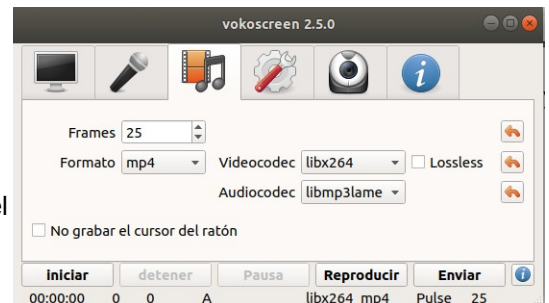 vokoscreen 2.5.0
Frames 25
Formato mp4 Videocodec libx264 Lossless
Audiocodec libmp3lame
el
No grabar el cursor del ratón
iniciar detener Pausa Reproducir Enviar
00:00:00 0 0 A libx264 mp4 Pulse 25